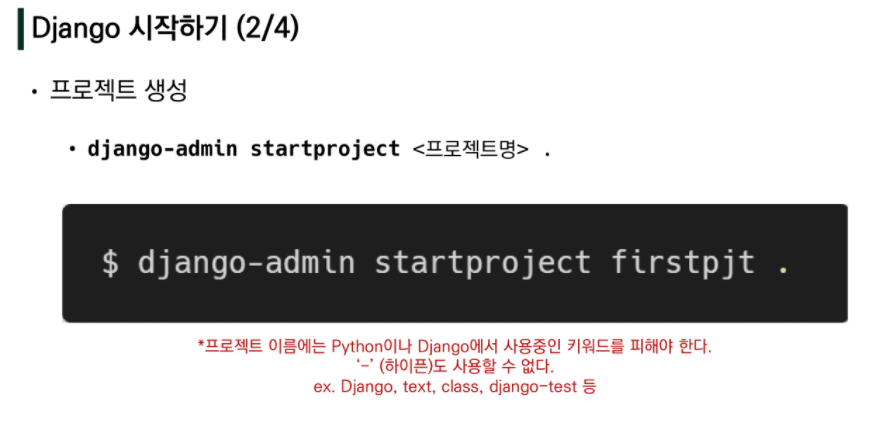 Django 시작하기 (2/4)
• 프로젝트 생성
• django-admin startproject <프로젝트명> .
$ django-admin startproject firstpjt .
*프로젝트 이름에는 Python이나 Django에서 사용중인 키워드를 피해야 한다.
‘-’ (하이픈)도 사용할 수 없다.
ex. Django, text, class, django-test 등